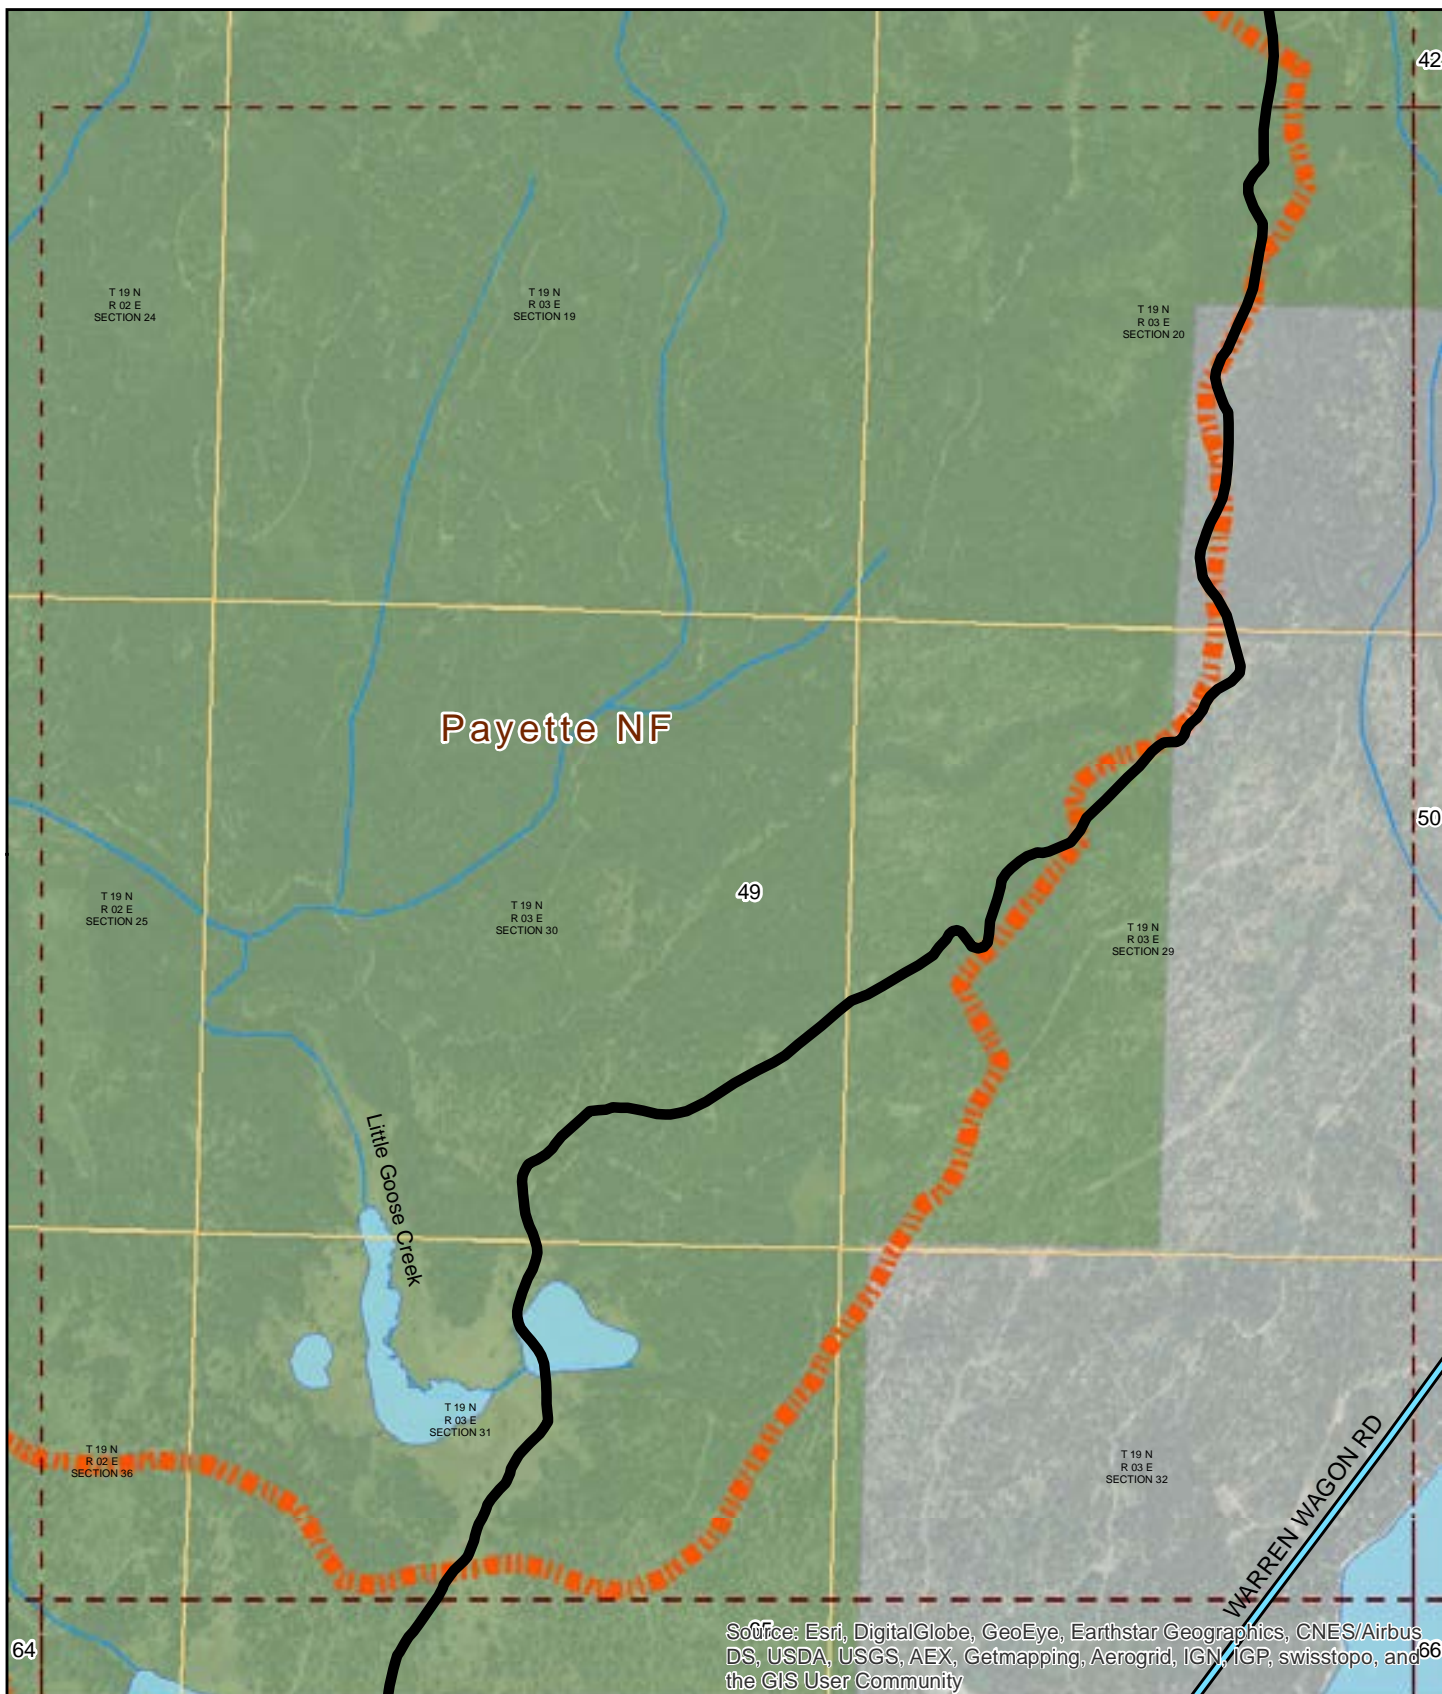 42
T 19 N
R 02 E
SECTION 24
T 19 N
R 03 E
SECTION 19
T 19 N
R 03 E
SECTION 20
Payette NF
50
49
T 19 N
R 02 E
SECTION 25
T 19 N
R 03 E
SECTION 30
T 19 N
R 03 E
SECTION 29
Little Goose Creek
T 19 N
R 03 E
SECTION 31
T 19 N
R 02 E
SECTION 36
T 19 N
R 03 E
SECTION 32
WARREN WAGON RD
64
66
Source: Esri, DigitalGlobe, GeoEye, Earthstar Geographics, CNES/Airbus
DS, USDA, USGS, AEX, Getmapping, Aerogrid, IGN, IGP, swisstopo, and
the GIS User Community